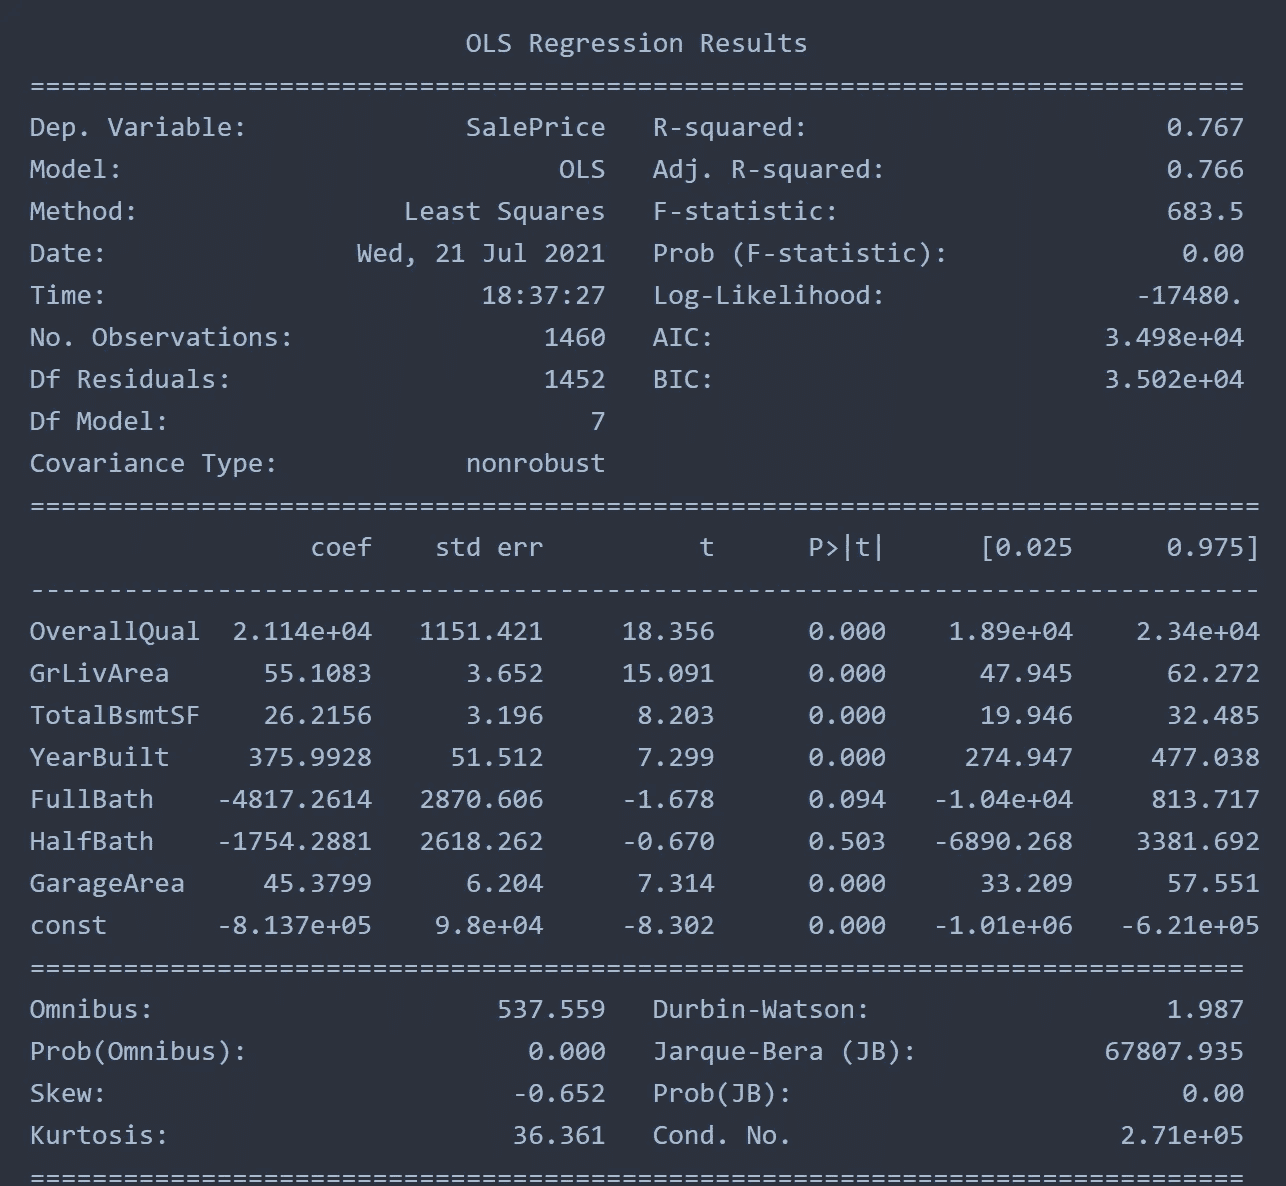 OLS Regression Results
==============================================================================
Dep. Variable: SalePrice R-squared: 0.767
Model: OLS Adj. R-squared: 0.766
Method: Least Squares F-statistic: 683.5
Date: Wed, 21 Jul 2021 Prob (F-statistic): 0.00
Time: 18:37:27 Log-Likelihood: -17480.
No. Observations: 1460 AIC: 3.498e+04
Df Residuals: 1452 BIC: 3.502e+04
Df Model: 7
Covariance Type: nonrobust
===============================================================================
coef std err t P>|t| [0.025 0.975]
-------------------------------------------------------------------------------
OverallQual 2.114e+04 1151.421 18.356 0.000 1.89e+04 2.34e+04
GrLivArea 55.1083 3.652 15.091 0.000 47.945 62.272
TotalBsmtSF 26.2156 3.196 8.203 0.000 19.946 32.485
YearBuilt 375.9928 51.512 7.299 0.000 274.947 477.038
FullBath -4817.2614 2870.606 -1.678 0.094 -1.04e+04 813.717
HalfBath -1754.2881 2618.262 -0.670 0.503 -6890.268 3381.692
GarageArea 45.3799 6.204 7.314 0.000 33.209 57.551
const -8.137e+05 9.8e+04 -8.302 0.000 -1.01e+06 -6.21e+05
==============================================================================
Omnibus: 537.559 Durbin-Watson: 1.987
Prob(Omnibus): 0.000 Jarque-Bera (JB): 67807.935
Skew: -0.652 Prob(JB): 0.00
Kurtosis: 36.361 Cond. No. 2.71e+05
==============================================================================